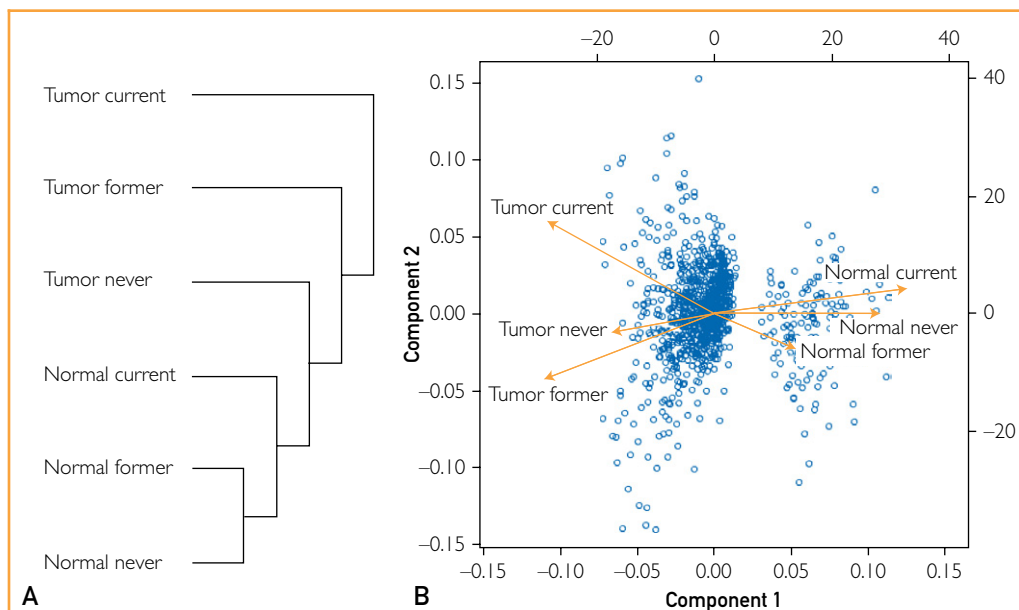 Tumor current
Tumor former
Tumor never
Normal current
Normal former
Normal never
A
−20 0 20 40
0.15
0.10
0.05
0.00
−0.05
−0.10
−0.15
Component 2
40
20
0
−20
Tumor current
Tumor never
Tumor former
Normal current
Normal never
Normal former
−0.15 −0.10 −0.05 0.00 0.05 0.10 0.15
B
Component 1